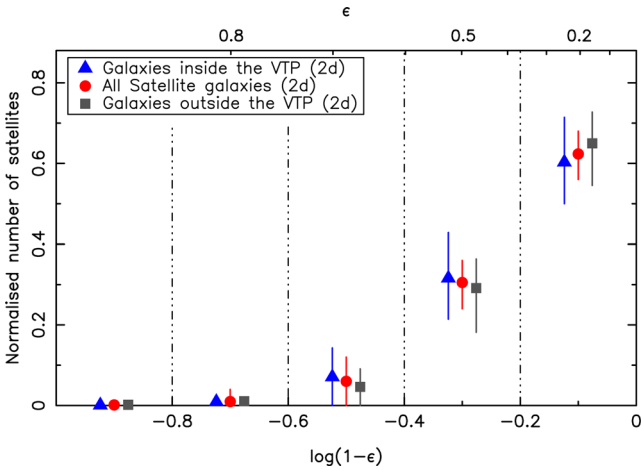 ϵ
0.8
0.5
0.2
Galaxies inside the VTP (2d)
All Satellite galaxies (2d)
Galaxies outside the VTP (2d)
Normalised number of satellites
0.8
0.6
0.4
0.2
0
−0.8
−0.6
−0.4
−0.2
0
log(1−ϵ)